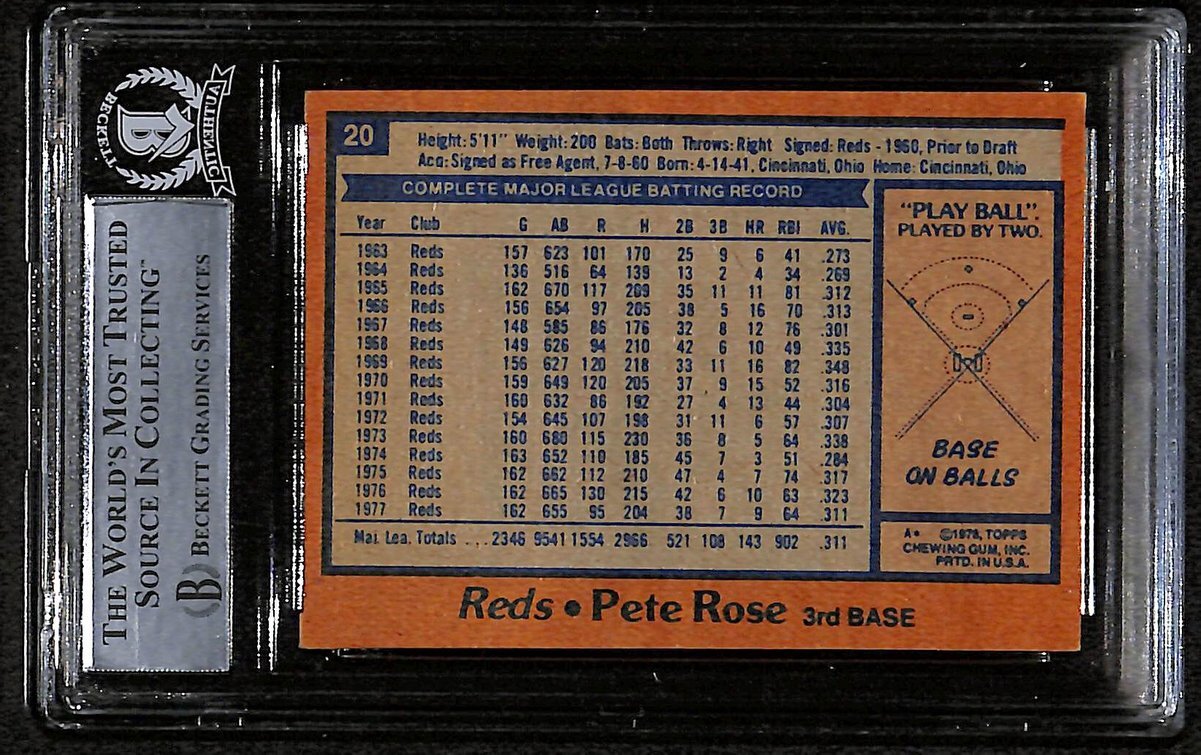 BECKETT
AUTHENTIC
B
THE WORLD'S MOST TRUSTED
SOURCE IN COLLECTING™
B BECKETT GRADING SERVICES
20
Height: 5'11" Weight: 200 Bats: Both Throws: Right Signed: Reds - 1960, Prior to Draft
Acq: Signed as Free Agent, 7-8-60 Born: 4-14-41, Cincinnati, Ohio Home: Cincinnati, Ohio
COMPLETE MAJOR LEAGUE BATTING RECORD
Year Club G AB R H 2B 3B HR RBI AVG.
1963 Reds 157 623 101 170 25 9 6 41 .273
1964 Reds 136 516 64 139 13 2 4 34 .269
1965 Reds 162 670 117 209 35 11 11 81 .312
1966 Reds 156 654 97 205 38 5 16 70 .313
1967 Reds 148 585 86 176 32 8 12 76 .301
1968 Reds 149 626 94 210 42 6 10 49 .335
1969 Reds 156 627 120 218 33 11 16 82 .348
1970 Reds 159 649 120 205 37 9 15 52 .316
1971 Reds 160 632 86 192 27 4 13 44 .304
1972 Reds 154 645 107 198 31 11 6 57 .307
1973 Reds 160 680 115 230 36 8 5 64 .338
1974 Reds 163 652 110 185 45 7 3 51 .284
1975 Reds 162 662 112 210 47 4 7 74 .317
1976 Reds 162 665 130 215 42 6 10 63 .323
1977 Reds 162 655 95 204 38 7 9 64 .311
Maj. Lea. Totals ... 2346 9541 1554 2966 521 108 143 902 .311
"PLAY BALL".
PLAYED BY TWO.
BASE
ON BALLS
A* ©1978, TOPPS
CHEWING GUM, INC.
PRTD. IN U.S.A.
Reds • Pete Rose 3rd BASE